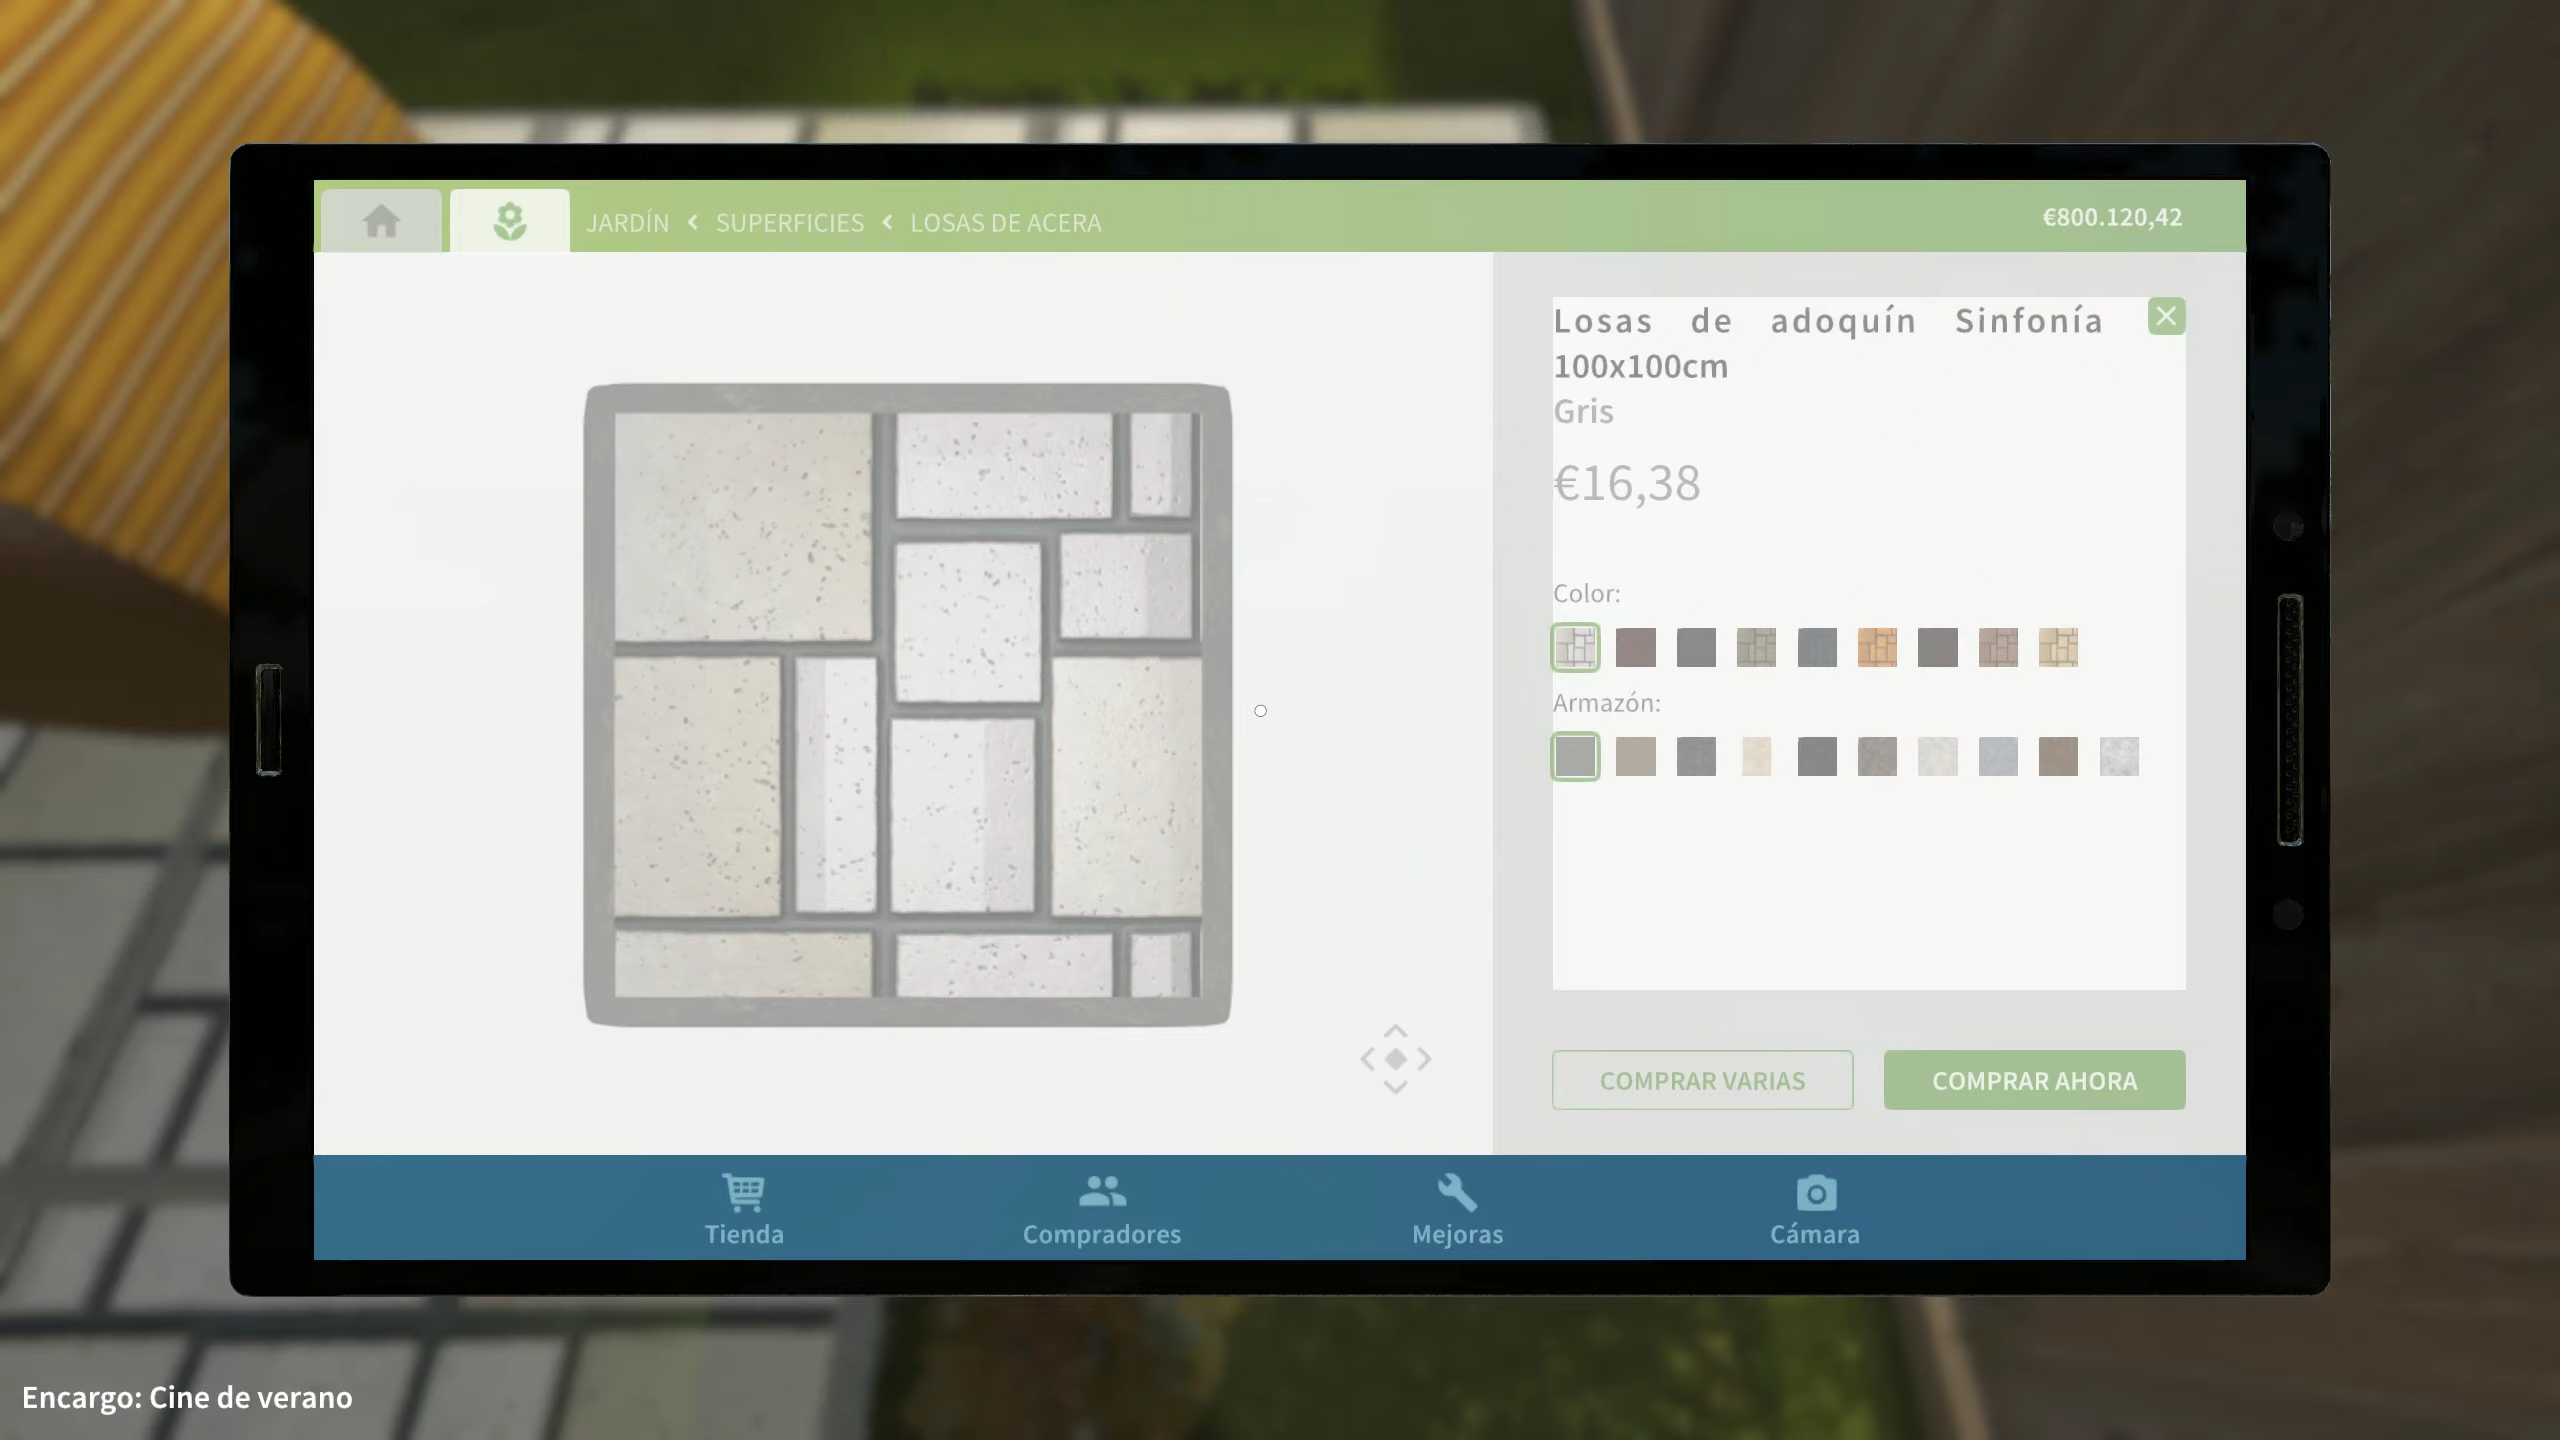 JARDÍN < SUPERFICIES < LOSAS DE ACERA
€800.120,42
Losas de adoquín Sinfonía
100x100cm
Gris
€16,38
Color:
Armazón:
COMPRAR VARIAS
COMPRAR AHORA
Tienda
Compradores
Mejoras
Cámara
Encargo: Cine de verano